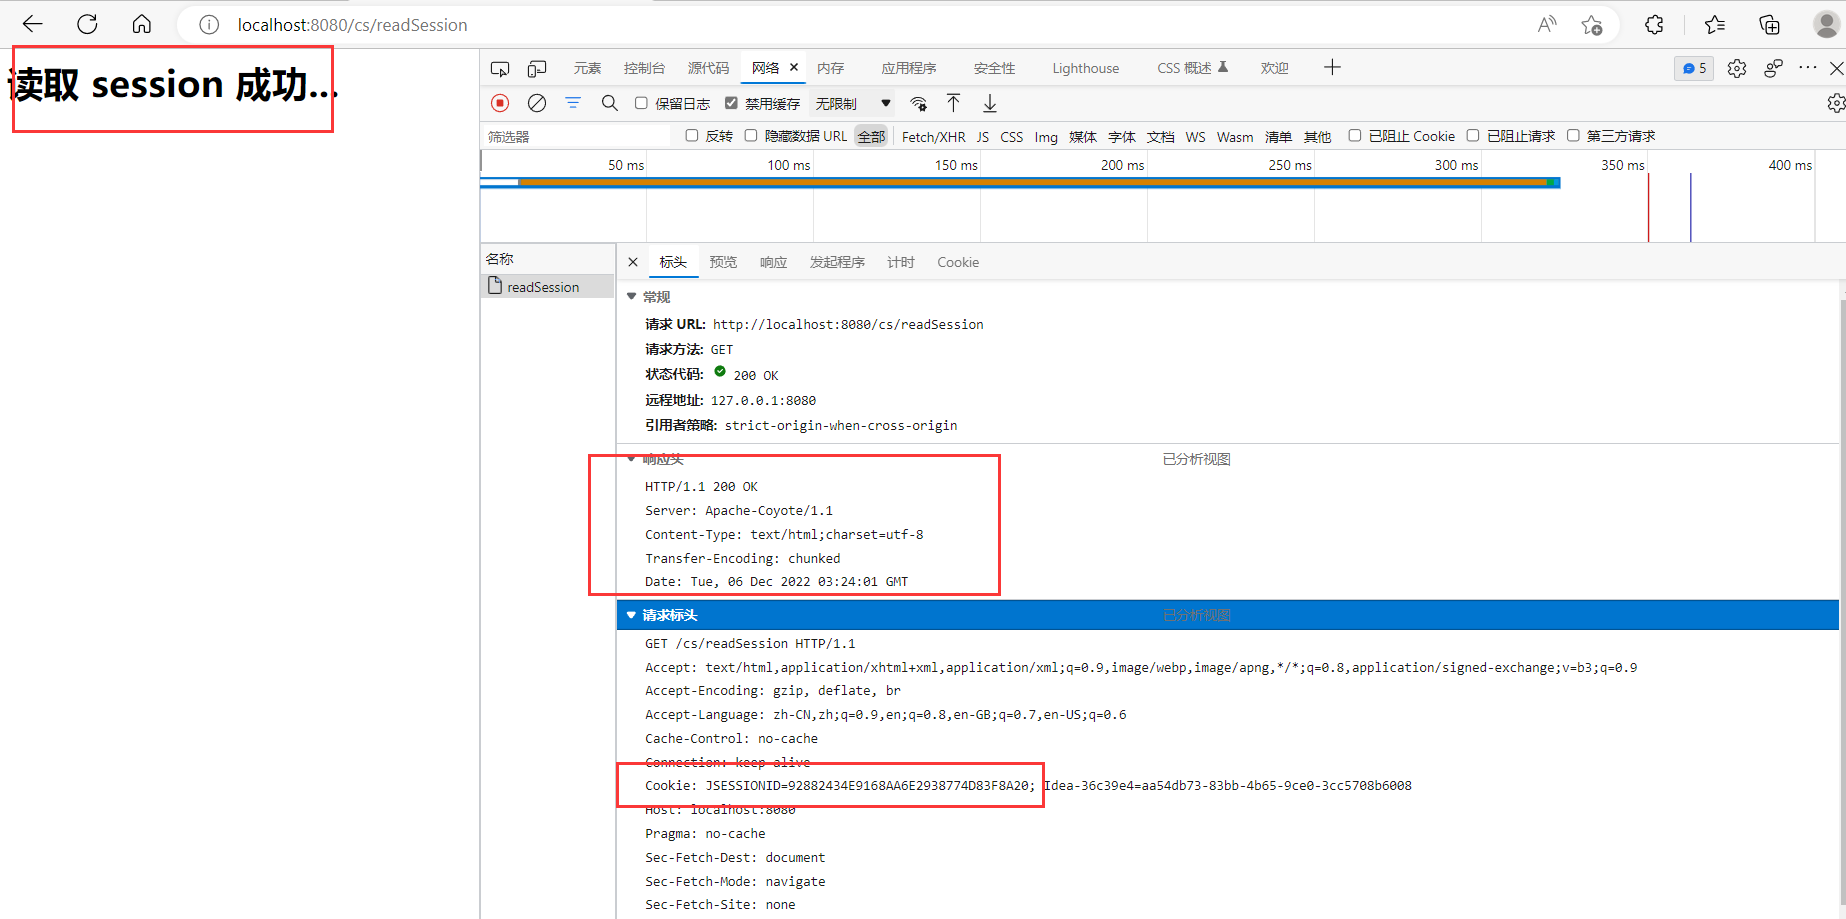 localhost:8080/cs/readSession
读取 session 成功...
元素 控制台 源代码 网络 内存 应用程序 安全性 Lighthouse CSS 概述 欢迎 5
保留日志 禁用缓存 无限制
筛选器 反转 隐藏数据 URL 全部 Fetch/XHR JS CSS Img 媒体 字体 文档 WS Wasm 清单 其他 已阻止 Cookie 已阻止请求 第三方请求
50 ms 100 ms 150 ms 200 ms 250 ms 300 ms 350 ms 400 ms
名称
readSession
标头 预览 响应 发起程序 计时 Cookie
常规
请求 URL: http://localhost:8080/cs/readSession
请求方法: GET
状态代码: 200 OK
远程地址: 127.0.0.1:8080
引用者策略: strict-origin-when-cross-origin
响应头 已分析视图
HTTP/1.1 200 OK
Server: Apache-Coyote/1.1
Content-Type: text/html;charset=utf-8
Transfer-Encoding: chunked
Date: Tue, 06 Dec 2022 03:24:01 GMT
请求标头 已分析视图
GET /cs/readSession HTTP/1.1
Accept: text/html,application/xhtml+xml,application/xml;q=0.9,image/webp,image/apng,*/*;q=0.8,application/signed-exchange;v=b3;q=0.9
Accept-Encoding: gzip, deflate, br
Accept-Language: zh-CN,zh;q=0.9,en;q=0.8,en-GB;q=0.7,en-US;q=0.6
Cache-Control: no-cache
Connection: keep-alive
Cookie: JSESSIONID=92882434E9168AA6E2938774D83F8A20; Idea-36c39e4=aa54db73-83bb-4b65-9ce0-3cc5708b6008
Host: localhost:8080
Pragma: no-cache
Sec-Fetch-Dest: document
Sec-Fetch-Mode: navigate
Sec-Fetch-Site: none